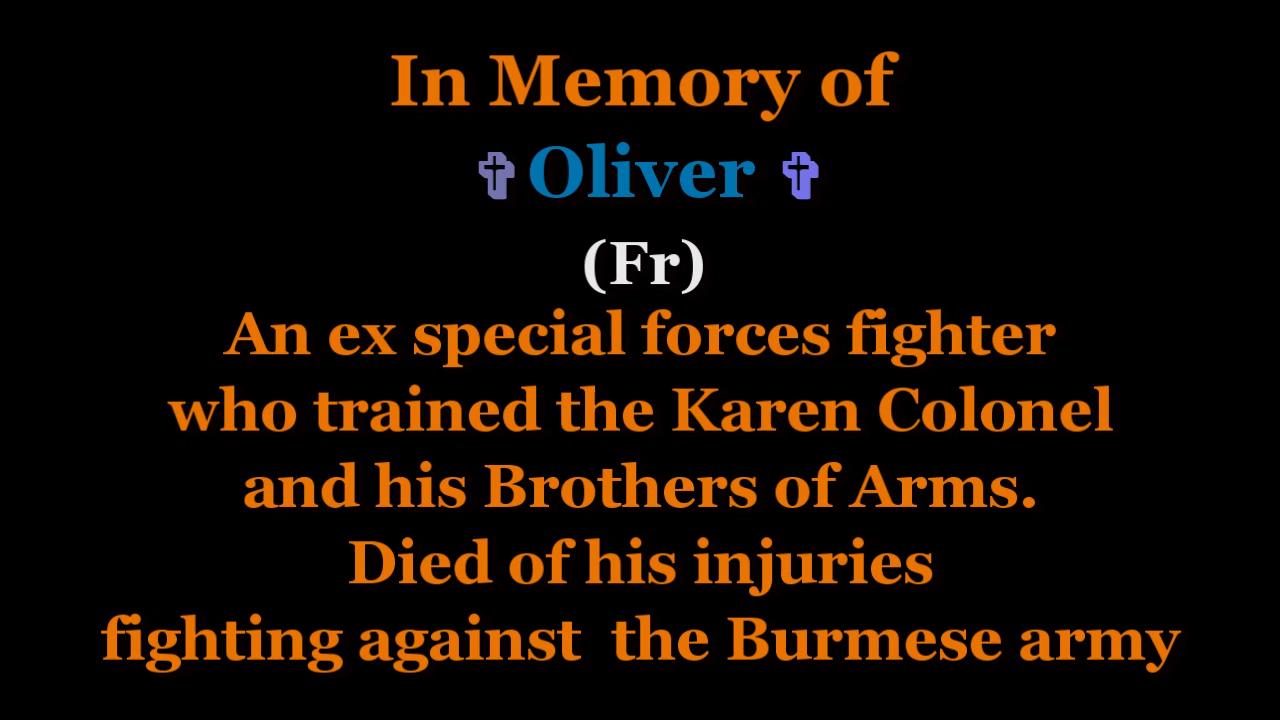 In Memory of
✞Oliver ✞
(Fr)
An ex special forces fighter
who trained the Karen Colonel
and his Brothers of Arms.
Died of his injuries
fighting against  the Burmese army